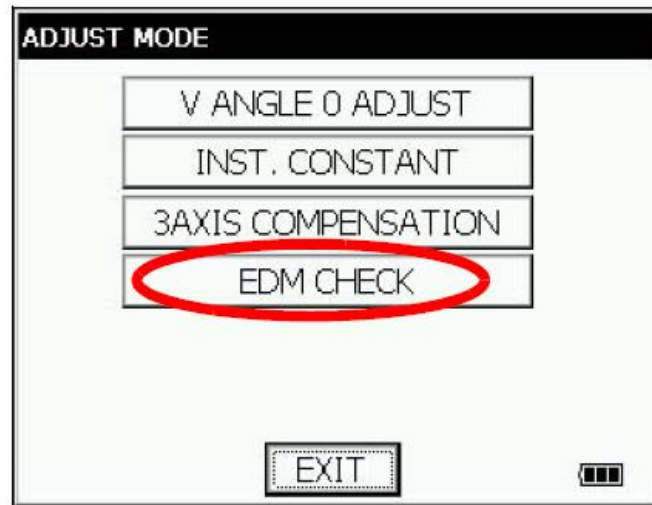 ADJUST MODE
V ANGLE 0 ADJUST
INST. CONSTANT
3AXIS COMPENSATION
EDM CHECK
EXIT